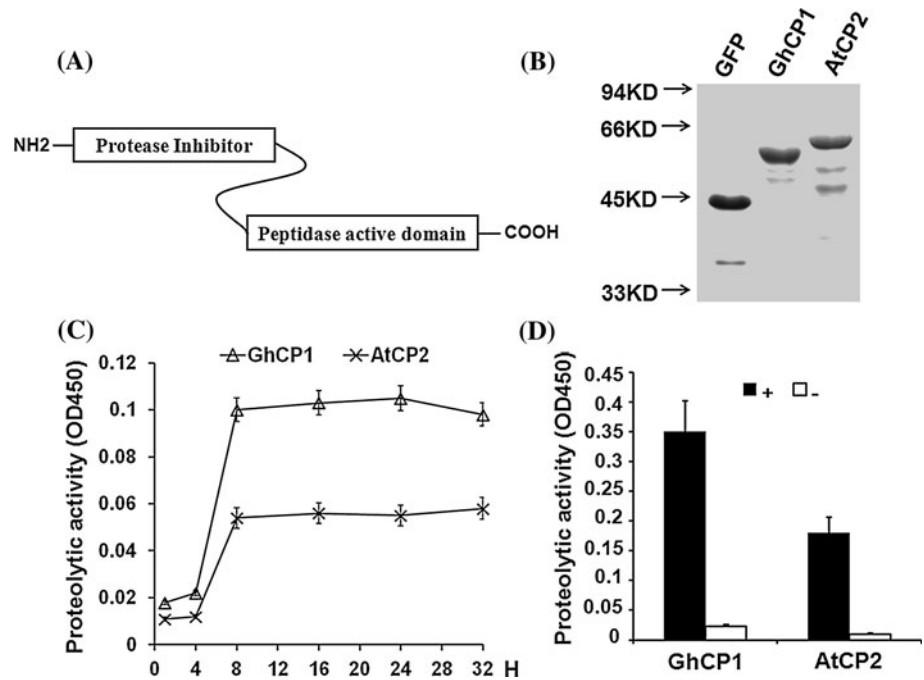 (A)
NH2
Protease Inhibitor
Peptidase active domain
COOH
(B)
GFP
GhCP1
AtCP2
94KD
66KD
45KD
33KD
(C)
GhCP1
AtCP2
Proteolytic activity (OD450)
0.12
0.1
0.08
0.06
0.04
0.02
0
0 4 8 12 16 20 24 28 32 H
(D)
+ -
Proteolytic activity (OD450)
0.45
0.35
0.3
0.25
0.2
0.15
0.1
0.05
0
GhCP1 AtCP2